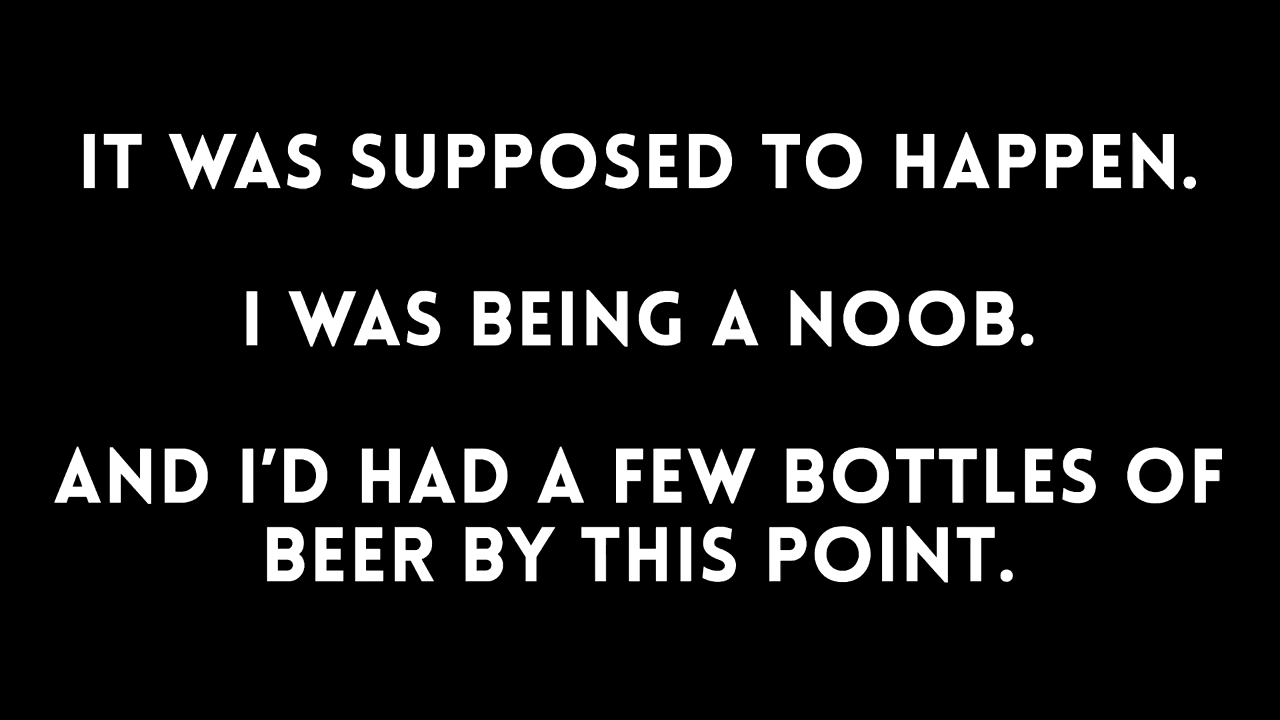 IT WAS SUPPOSED TO HAPPEN.
I WAS BEING A NOOB.
AND I'D HAD A FEW BOTTLES OF
BEER BY THIS POINT.